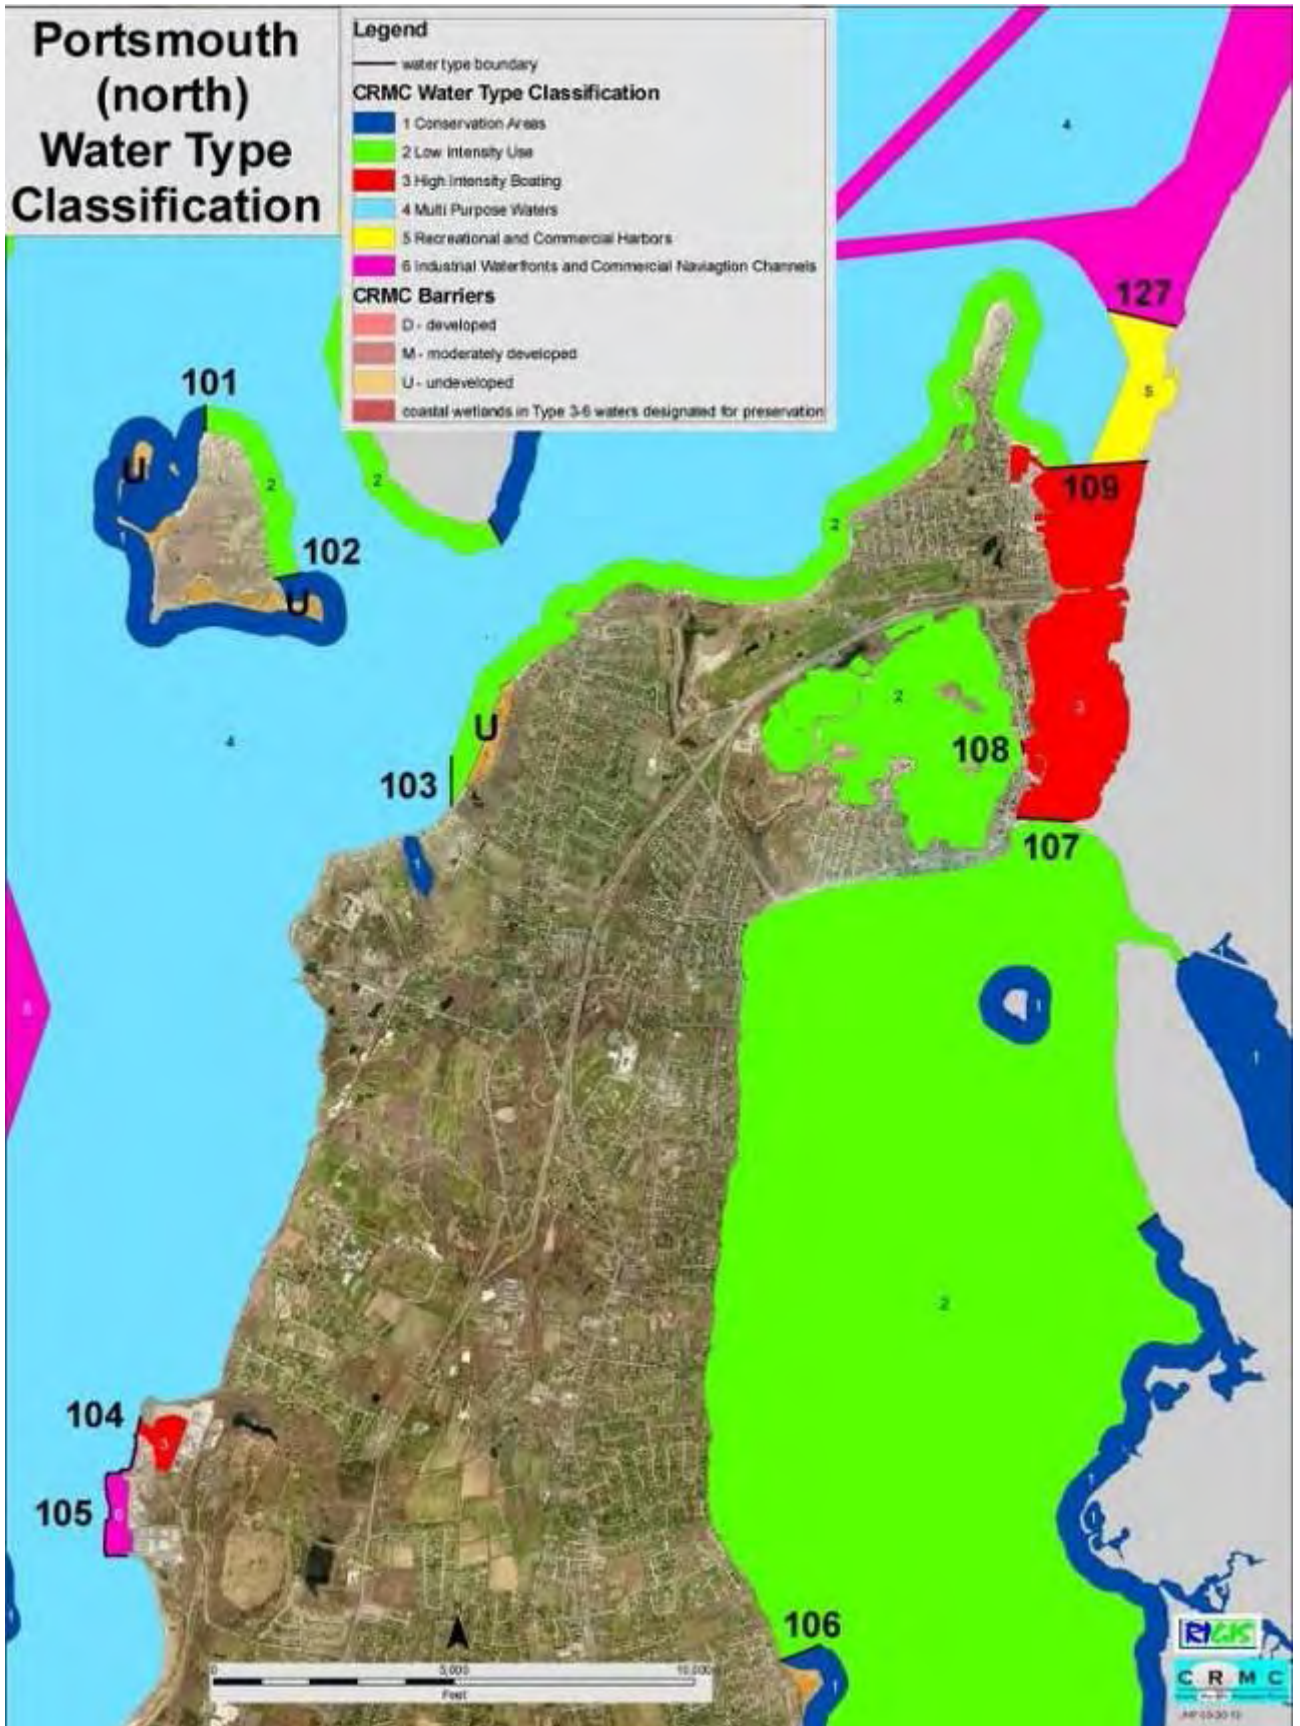 Portsmouth
(north)
Water Type
Classification
Legend
water type boundary
CRMC Water Type Classification
1 Conservation Areas
2 Low Intensity Use
3 High Intensity Boating
4 Multi Purpose Waters
5 Recreational and Commercial Harbors
6 Industrial Waterfronts and Commercial Naviagtion Channels
CRMC Barriers
D - developed
M - moderately developed
U - undeveloped
coastal wetlands in Type 3-6 waters designated for preservation
4
127
5
101
U
2
2
102
U
109
2
2
3
U
108
4
103
107
1
1
6
1
2
104
3
105
6
1
1
106
1
0
5,000
10,000
Feet
RIGIS
CRMC